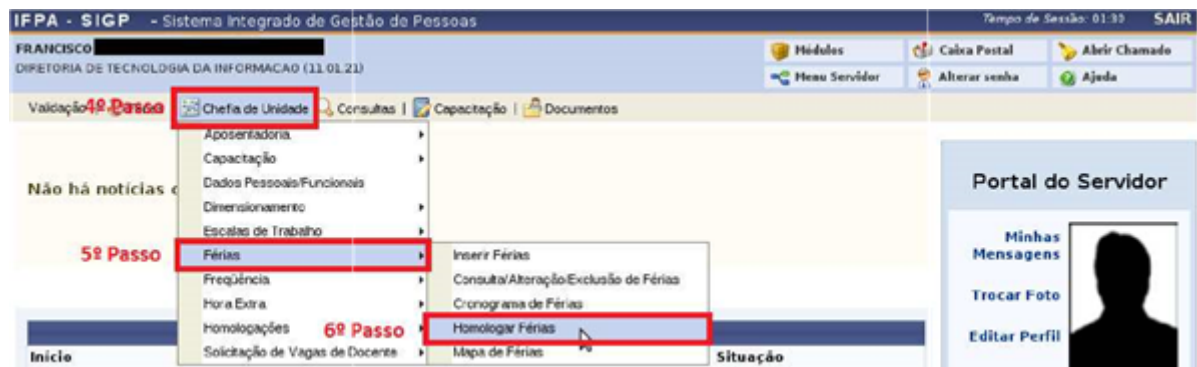 IFPA - SIGP - Sistema Integrado de Gestão de Pessoas Tempo de Sessão: 01:30 SAIR
FRANCISCO
DIRETORIA DE TECNOLOGIA DA INFORMACAO (11.01.21)
Módulos Caixa Postal Abrir Chamado
Menu Servidor Alterar senha Ajuda
Validação 4º Passo Chefia de Unidade Consultas | Capacitação | Documentos
Aposentadoria
Capacitação
Dados Pessoais/Funcionais
Dimensionamento
Escalas de Trabalho
5º Passo Férias
Freqüência
Hora Extra
Homologações
Solicitação de Vagas de Docente
Inserir Férias
Consulta/Alteração/Exclusão de Férias
Cronograma de Férias
6º Passo Homologar Férias
Mapa de Férias
Não há notícias
Início Situação
Portal do Servidor
Minhas
Mensagens
Trocar Foto
Editar Perfil